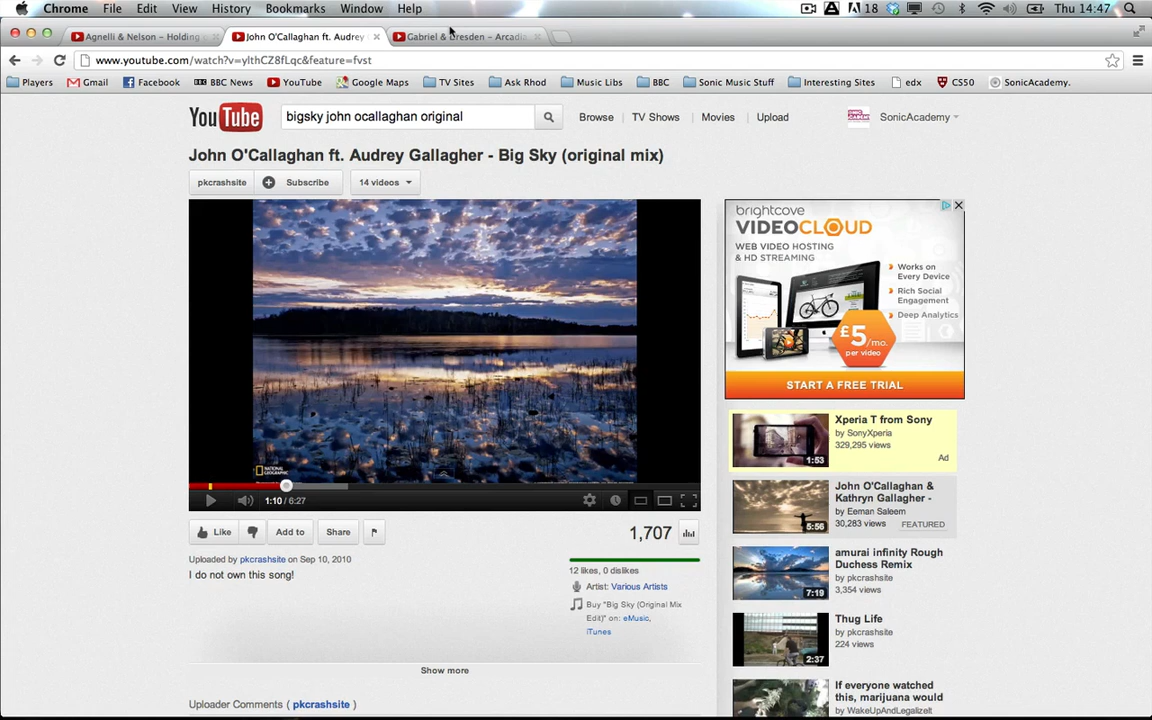 Chrome File Edit View History Bookmarks Window Help 18 Thu 14:47
Agnelli & Nelson - Holding John O'Callaghan ft. Audrey Gabriel & Dresden - Arcadia
www.youtube.com/watch?v=ylthCZ8fLqc&feature=fvst
Players Gmail Facebook BBC News YouTube Google Maps TV Sites Ask Rhod Music Libs BBC Sonic Music Stuff Interesting Sites edx CS50 SonicAcademy.
YouTube bigsky john ocallaghan original Browse TV Shows Movies Upload SonicAcademy
John O'Callaghan ft. Audrey Gallagher - Big Sky (original mix)
pkcrashsite Subscribe 14 videos
NATIONAL GEOGRAPHIC
1:10 / 6:27
Like Add to Share 1,707
Uploaded by pkcrashsite on Sep 10, 2010
I do not own this song!
12 likes, 0 dislikes
Artist: Various Artists
Buy "Big Sky (Original Mix
Edit)" on: eMusic,
iTunes
Show more
Uploader Comments ( pkcrashsite )
brightcove
VIDEOCLOUD
WEB VIDEO HOSTING
& HD STREAMING
Works on
Every Device
Rich Social
Engagement
Deep Analytics
£5/mo.
per video
START A FREE TRIAL
Xperia T from Sony
by SonyXperia
329,295 views
Ad
1:53
John O'Callaghan &
Kathryn Gallagher -
by Eeman Saleem
30,283 views FEATURED
5:56
amurai infinity Rough
Duchess Remix
by pkcrashsite
3,354 views
7:19
Thug Life
by pkcrashsite
224 views
2:37
If everyone watched
this, marijuana would
by WakeUpAndLegalizeIt